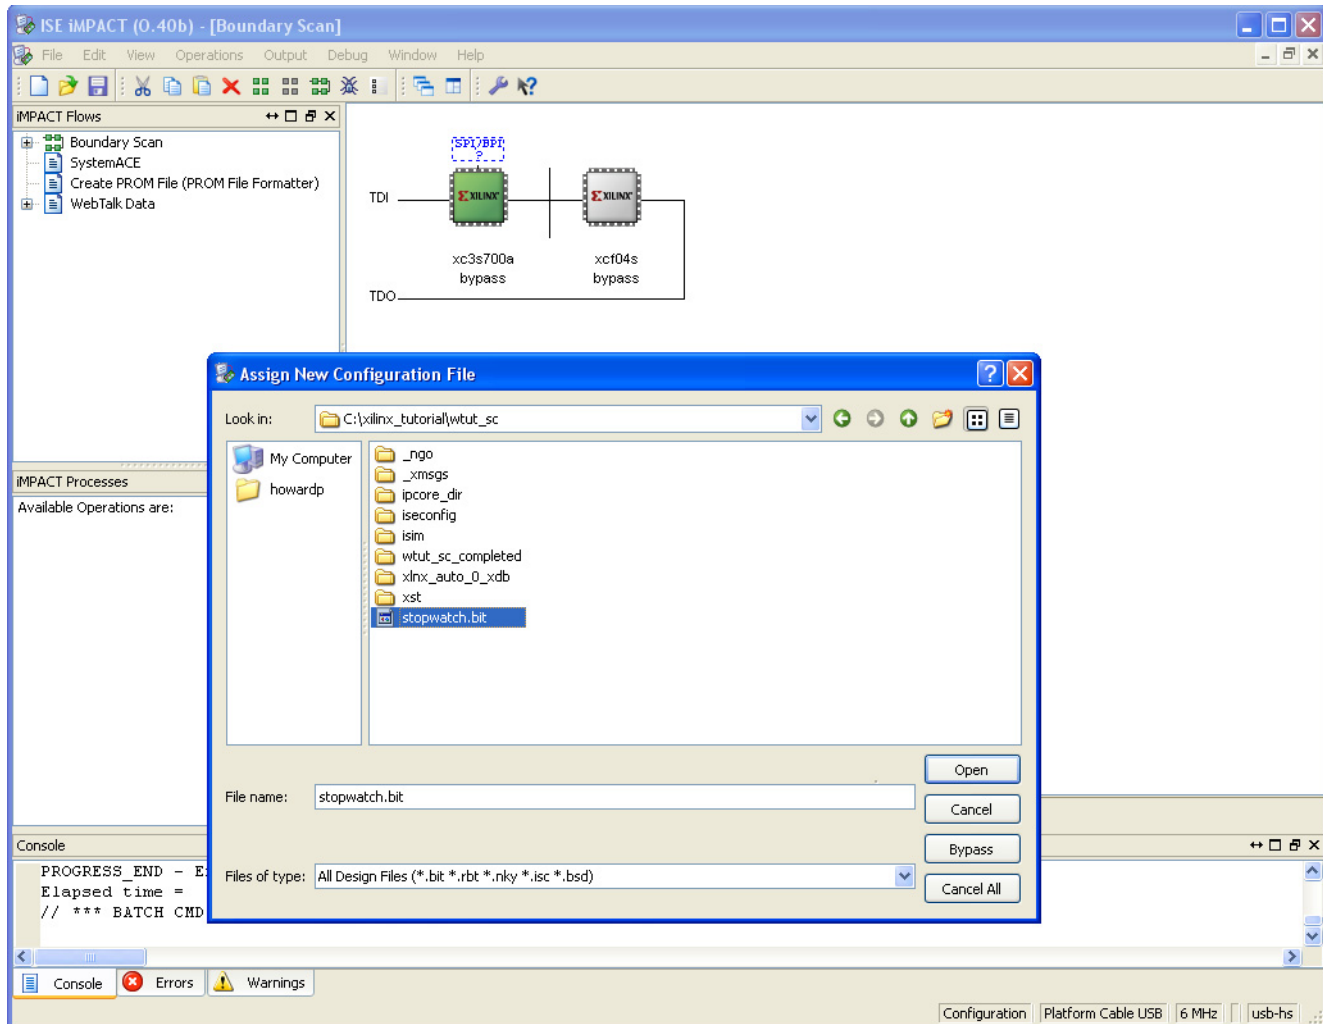 ISE iMPACT (O.40b) - [Boundary Scan]
File Edit View Operations Output Debug Window Help
iMPACT Flows
Boundary Scan
SystemACE
Create PROM File (PROM File Formatter)
WebTalk Data
SPI/BPI
?
TDI
XILINX
XILINX
xc3s700a
bypass
xcf04s
bypass
TDO
Assign New Configuration File
Look in:
C:\xilinx_tutorial\wtut_sc
My Computer
howardp
_ngo
_xmsgs
ipcore_dir
iseconfig
isim
wtut_sc_completed
xlnx_auto_0_xdb
xst
stopwatch.bit
iMPACT Processes
Available Operations are:
File name:
stopwatch.bit
Files of type:
All Design Files (*.bit *.rbt *.nky *.isc *.bsd)
Open
Cancel
Bypass
Cancel All
Console
PROGRESS_END - E
Elapsed time =
// *** BATCH CMD
Console Errors Warnings
Configuration Platform Cable USB 6 MHz usb-hs